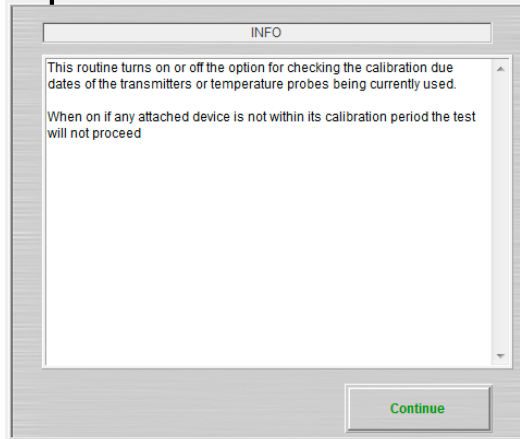 INFO
This routine turns on or off the option for checking the calibration due
dates of the transmitters or temperature probes being currently used.
When on if any attached device is not within its calibration period the test
will not proceed
Continue